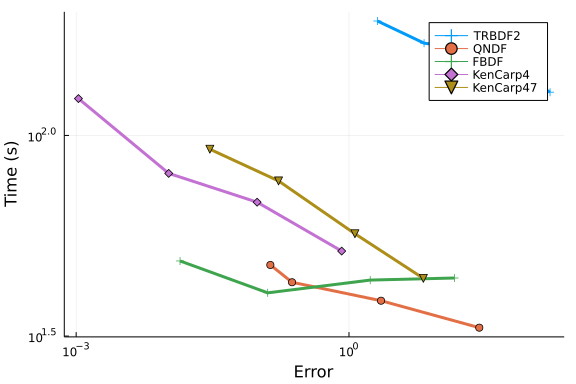 TRBDF2
QNDF
FBDF
KenCarp4
KenCarp47
Time (s)
10^2.0
10^1.5
10^-3
10^0
Error